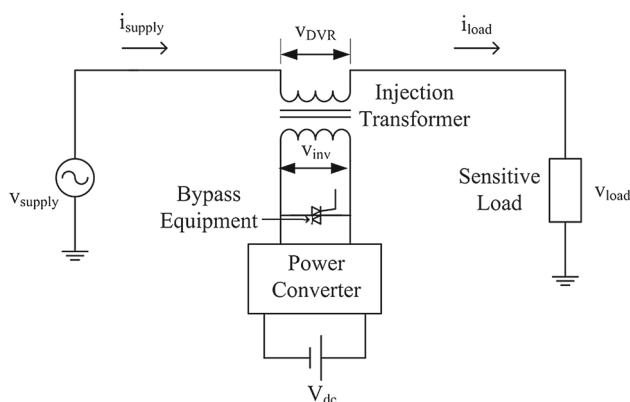 i_supply
v_DVR
i_load
Injection
Transformer
v_inv
v_supply
Bypass
Equipment
Sensitive
Load
v_load
Power
Converter
V_dc